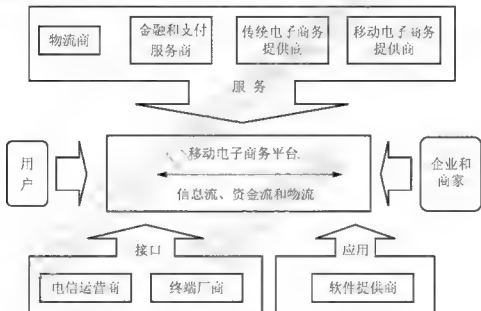 物流商
金融和支付
服务商
传统电子商务
提供商
移动电子商务
提供商
服务
用
户
移动电子商务平台
信息流、资金流和物流
企业和
商家
接口
应用
电信运营商
终端厂商
软件提供商